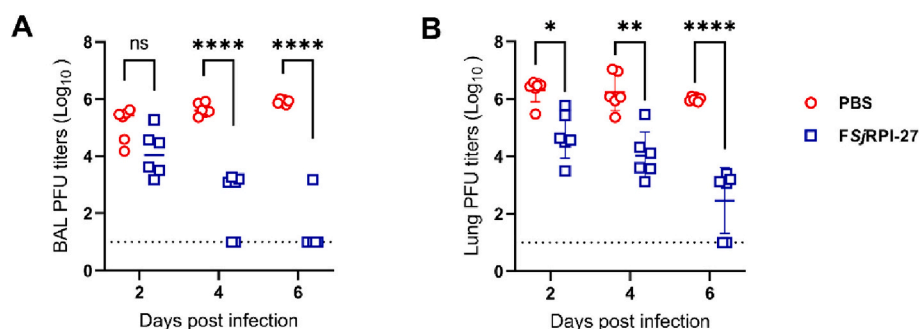 A
BAL PFU titers (Log10)
8
6
4
2
0
ns
****
****
2
4
6
Days post infection
B
Lung PFU titers (Log10)
8
6
4
2
0
*
**
****
2
4
6
Days post infection
PBS
FSjRPI-27